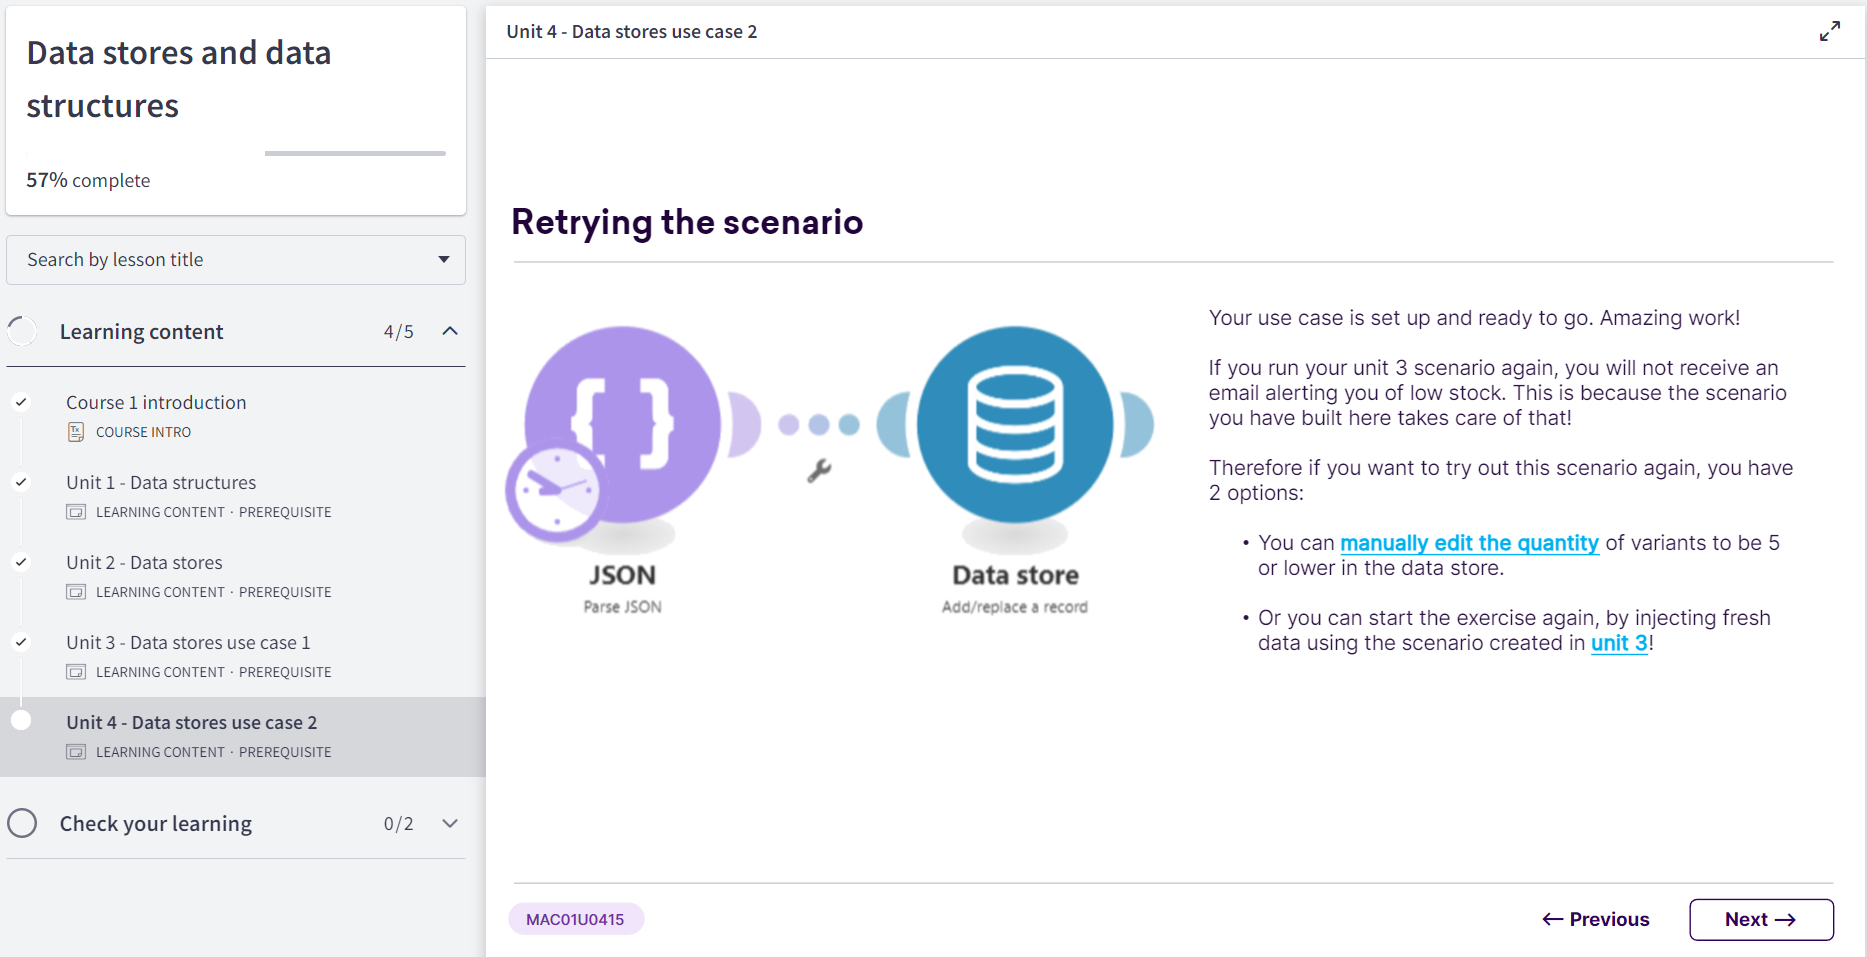 Data stores and data
structures
57% complete
Search by lesson title
Learning content 4/5
Course 1 introduction
Tx COURSE INTRO
Unit 1 - Data structures
LEARNING CONTENT · PREREQUISITE
Unit 2 - Data stores
LEARNING CONTENT · PREREQUISITE
Unit 3 - Data stores use case 1
LEARNING CONTENT · PREREQUISITE
Unit 4 - Data stores use case 2
LEARNING CONTENT · PREREQUISITE
Check your learning 0/2
Unit 4 - Data stores use case 2
Retrying the scenario
{ }
JSON
Parse JSON
Data store
Add/replace a record
Your use case is set up and ready to go. Amazing work!
If you run your unit 3 scenario again, you will not receive an
email alerting you of low stock. This is because the scenario
you have built here takes care of that!
Therefore if you want to try out this scenario again, you have
2 options:
• You can manually edit the quantity of variants to be 5
or lower in the data store.
• Or you can start the exercise again, by injecting fresh
data using the scenario created in unit 3!
MAC01U0415
← Previous
Next →